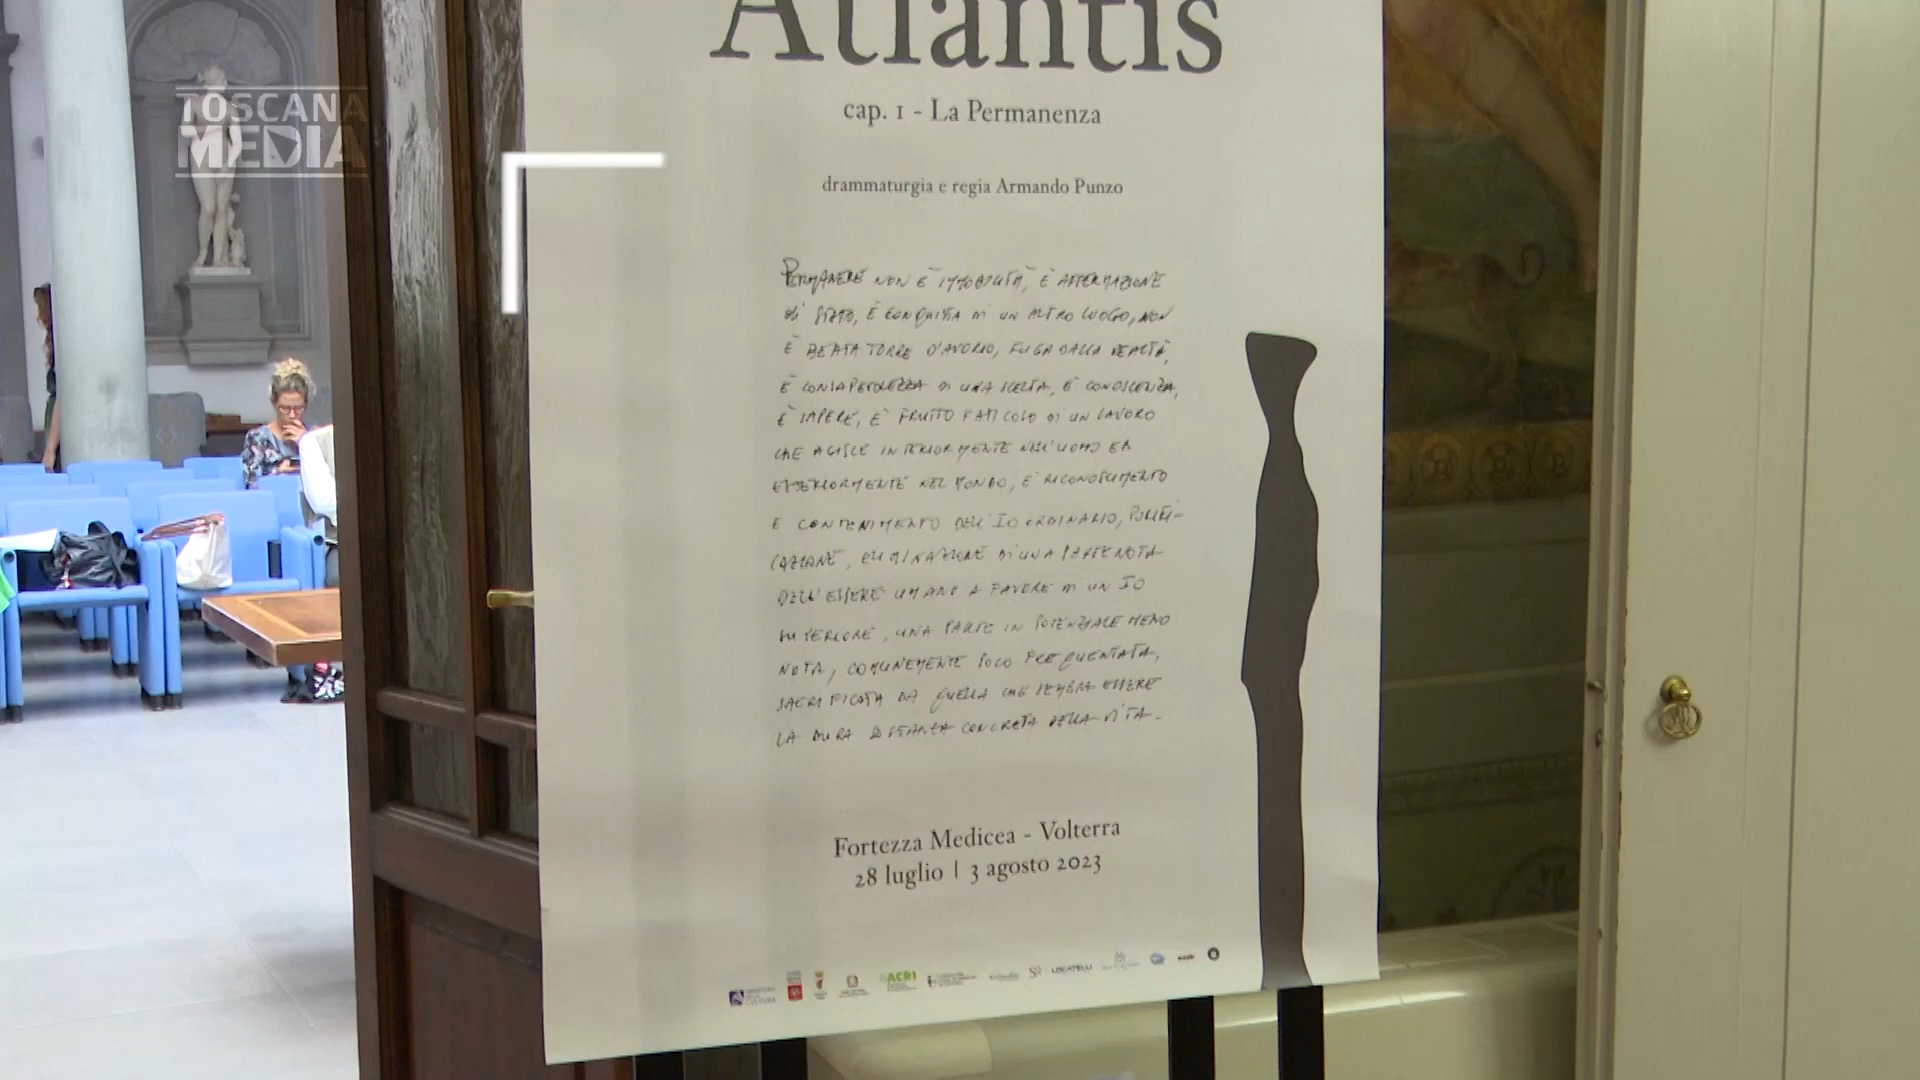 TOSCANA
MEDIA
Atlantis
cap. 1 - La Permanenza
drammaturgia e regia Armando Punzo
PERMANERE NON È IMMOBILITÀ, È AFFERMAZIONE
di STATO, È CONQUISTA DI UN ALTRO LUOGO, NON
È BEATA TORRE D'AVORIO, FUGA DALLA REALTÀ,
È CONSAPEVOLEZZA DI UNA SCELTA, È CONOSCENZA,
È SAPERE, È FRUTTO FATICOSO DI UN LAVORO
CHE AGISCE INTERIORMENTE NELL'UOMO ED
ESTERIORMENTE NEL MONDO, È RICONOSCIMENTO
E CONTENIMENTO DELL'IO ORDINARIO, PURIFI-
CAZIONE, ELIMINAZIONE DI UNA PARTE NOTA
DELL'ESSERE UMANO A FAVORE DI UN IO
SUPERIORE, UNA PARTE IN POTENZIALE MENO
NOTA, COMUNEMENTE POCO FREQUENTATA,
SACRIFICATA DA QUELLA CHE SEMBRA ESSERE
LA DURA ISTANZA CONCRETA DELLA VITA.
Fortezza Medicea - Volterra
28 luglio | 3 agosto 2023
ACRI
LOCATELLI